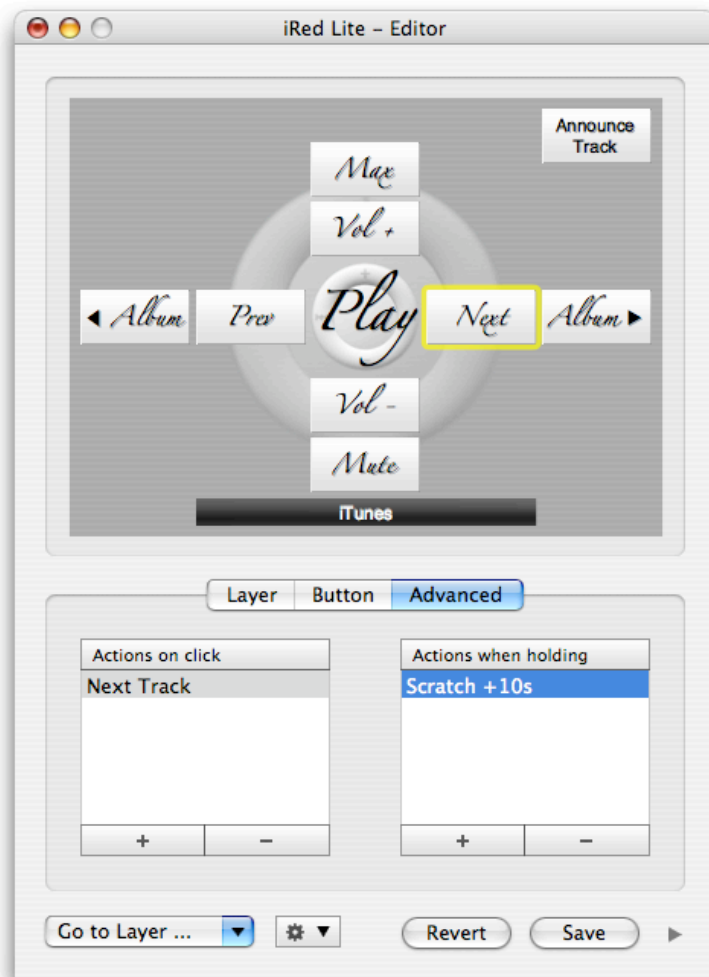 iRed Lite – Editor
Announce
Track
Max
Vol +
◀ Album
Prev
Play
Next
Album ▶
Vol -
Mute
iTunes
Layer
Button
Advanced
Actions on click
Actions when holding
Next Track
Scratch +10s
+
−
+
−
Go to Layer ...
Revert
Save